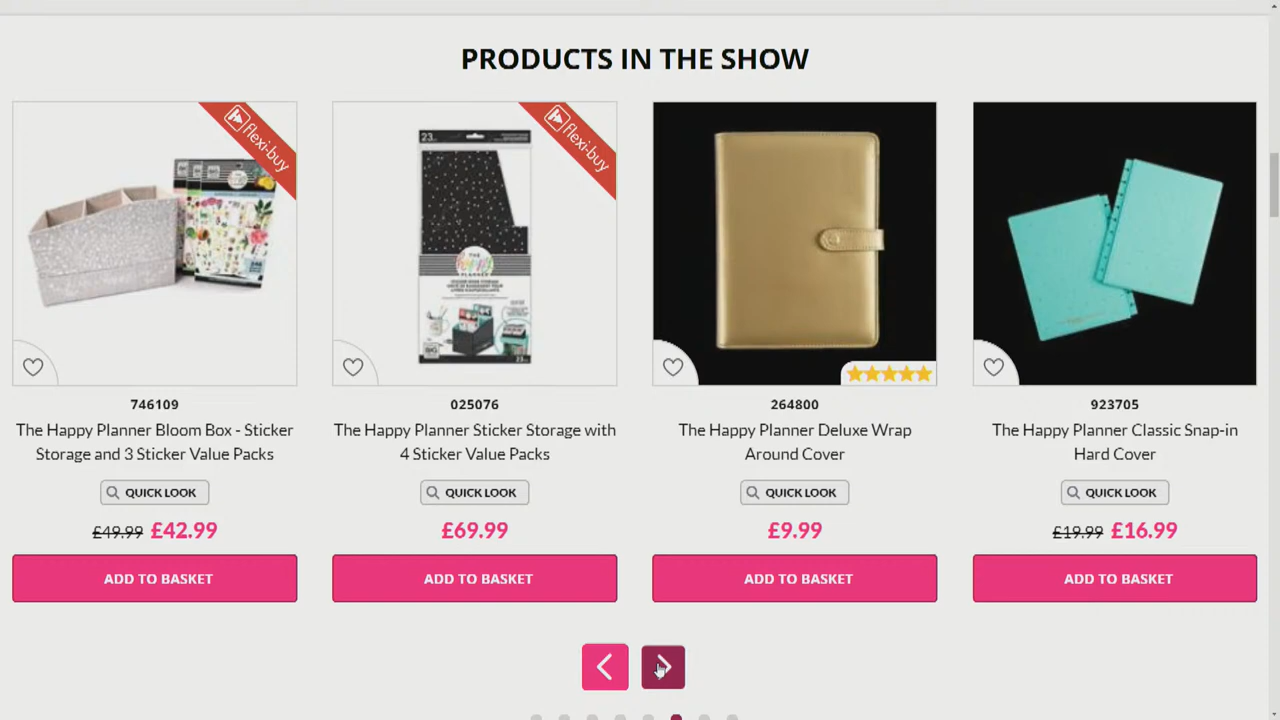 PRODUCTS IN THE SHOW
flexi-buy
flexi-buy
23
THE
happy
PLANNER
746109
025076
264800
923705
The Happy Planner Bloom Box - Sticker
Storage and 3 Sticker Value Packs
The Happy Planner Sticker Storage with
4 Sticker Value Packs
The Happy Planner Deluxe Wrap
Around Cover
The Happy Planner Classic Snap-in
Hard Cover
QUICK LOOK
QUICK LOOK
QUICK LOOK
QUICK LOOK
£49.99 £42.99
£69.99
£9.99
£19.99 £16.99
ADD TO BASKET
ADD TO BASKET
ADD TO BASKET
ADD TO BASKET